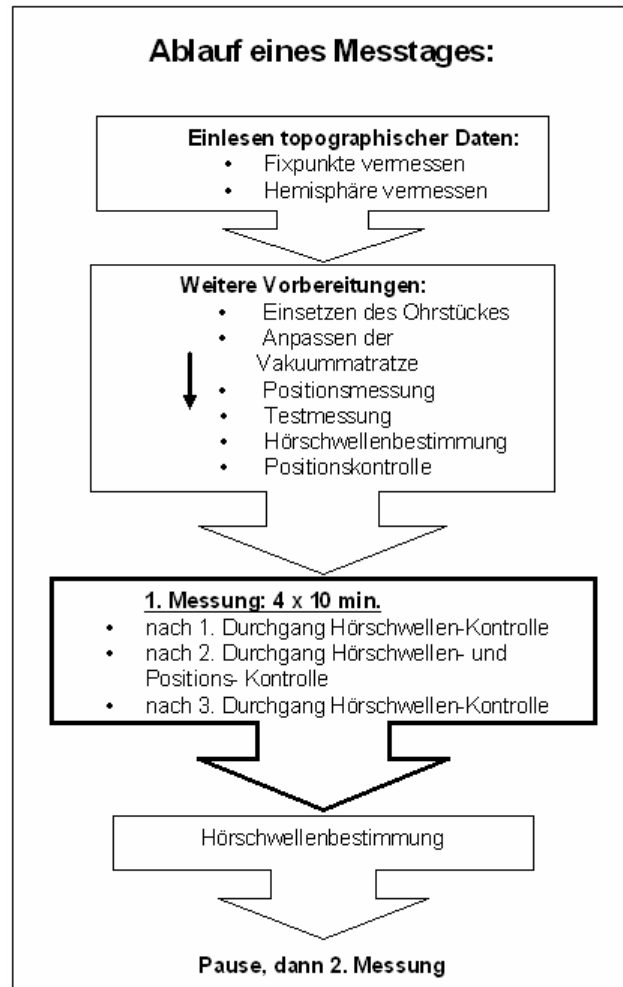 Ablauf eines Messtages:
Einlesen topographischer Daten:
• Fixpunkte vermessen
• Hemisphäre vermessen
Weitere Vorbereitungen:
• Einsetzen des Ohrstückes
• Anpassen der
Vakuummatratze
• Positionsmessung
• Testmessung
• Hörschwellenbestimmung
• Positionskontrolle
1. Messung: 4 x 10 min.
• nach 1. Durchgang Hörschwellen-Kontrolle
• nach 2. Durchgang Hörschwellen- und
Positions- Kontrolle
• nach 3. Durchgang Hörschwellen-Kontrolle
Hörschwellenbestimmung
Pause, dann 2. Messung